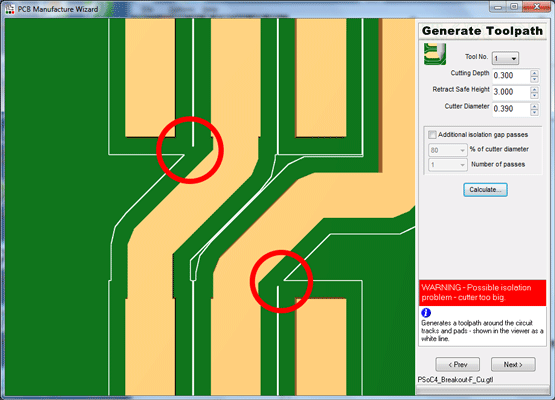 PCB Manufacture Wizard
Generate Toolpath
Tool No. 1
Cutting Depth 0.300
Retract Safe Height 3.000
Cutter Diameter 0.390
Additional isolation gap passes
80 % of cutter diameter
1 Number of passes
Calculate...
WARNING - Possible isolation
problem - cutter too big.
Generates a toolpath around the circuit
tracks and pads - shown in the viewer as a
white line.
< Prev Next >
PSoC4_Breakout-F_Cu.gtl